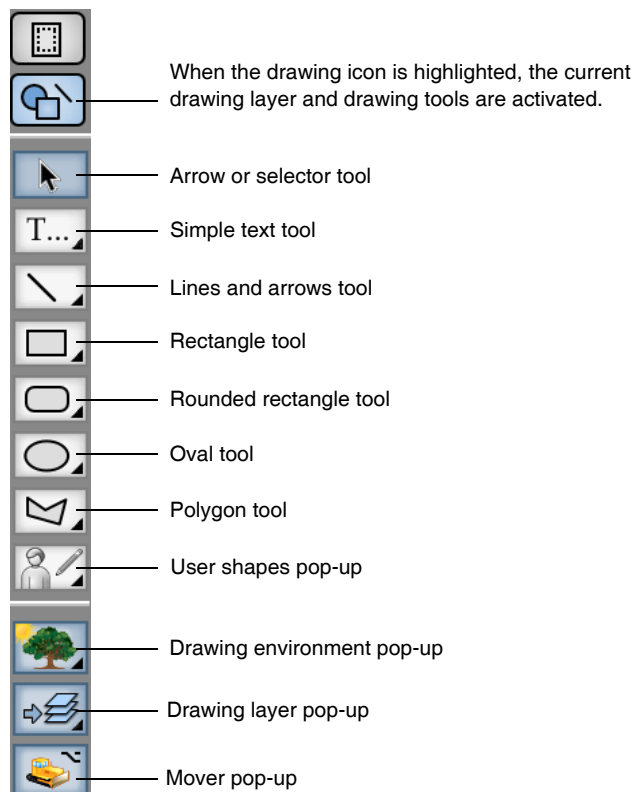 When the drawing icon is highlighted, the current
drawing layer and drawing tools are activated.
Arrow or selector tool
T...
Simple text tool
Lines and arrows tool
Rectangle tool
Rounded rectangle tool
Oval tool
Polygon tool
User shapes pop-up
Drawing environment pop-up
Drawing layer pop-up
Mover pop-up